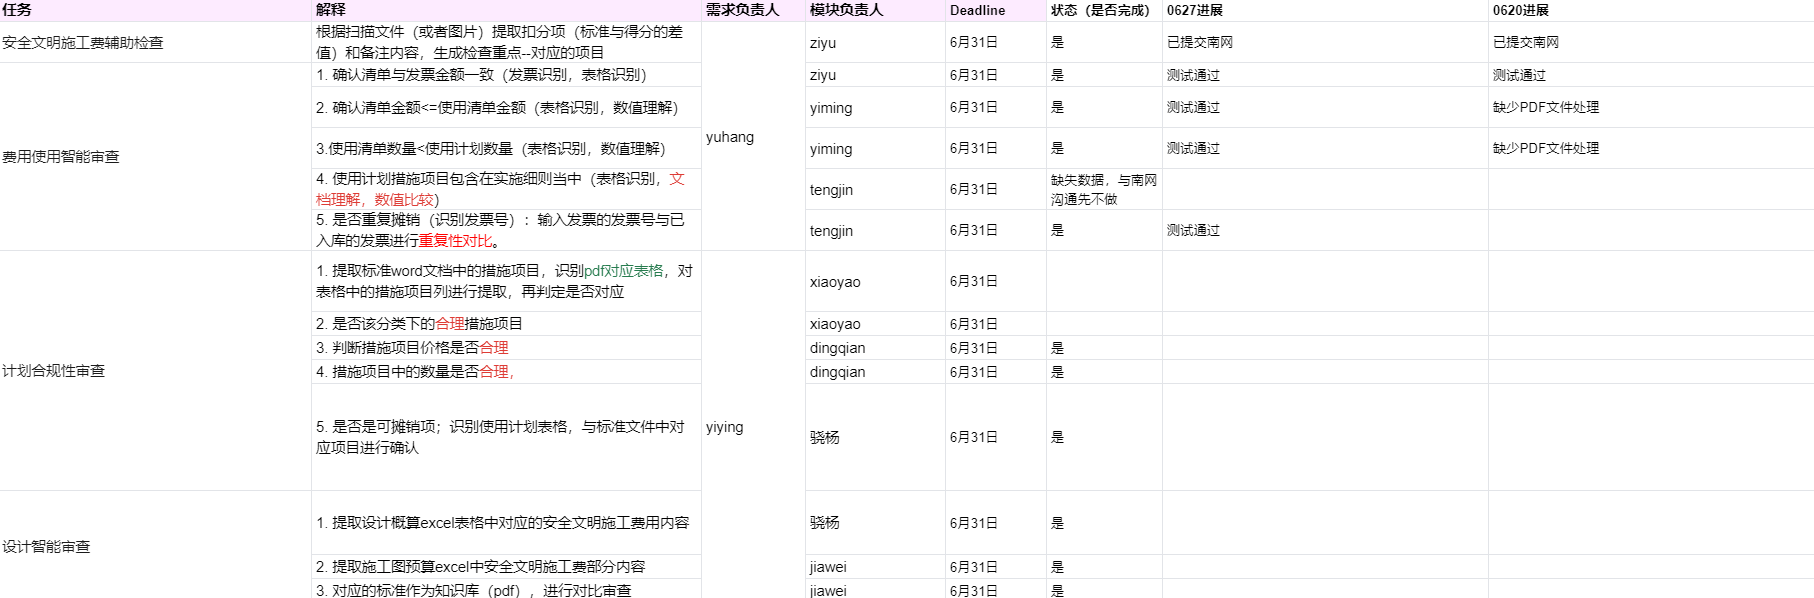 任务 解释 需求负责人 模块负责人 Deadline 状态（是否完成） 0627进展 0620进展
安全文明施工费辅助检查 根据扫描文件（或者图片）提取扣分项（标准与得分的差
值）和备注内容，生成检查重点--对应的项目 ziyu 6月31日 是 已提交南网 已提交南网
费用使用智能审查 1. 确认清单与发票金额一致（发票识别，表格识别） yuhang ziyu 6月31日 是 测试通过 测试通过
2. 确认清单金额<=使用清单金额（表格识别，数值理解） yiming 6月31日 是 测试通过 缺少PDF文件处理
3.使用清单数量<使用计划数量（表格识别，数值理解） yiming 6月31日 是 测试通过 缺少PDF文件处理
4. 使用计划措施项目包含在实施细则当中（表格识别，文
档理解，数值比较） tengjin 6月31日 缺失数据，与南网
沟通先不做
5. 是否重复摊销（识别发票号）：输入发票的发票号与已
入库的发票进行重复性对比。 tengjin 6月31日 是 测试通过
计划合规性审查 1. 提取标准word文档中的措施项目，识别pdf对应表格，对
表格中的措施项目列进行提取，再判定是否对应 yiying xiaoyao 6月31日
2. 是否该分类下的合理措施项目 xiaoyao 6月31日
3. 判断措施项目价格是否合理 dingqian 6月31日 是
4. 措施项目中的数量是否合理， dingqian 6月31日 是
5. 是否是可摊销项；识别使用计划表格，与标准文件中对
应项目进行确认 骁杨 6月31日 是
设计智能审查 1. 提取设计概算excel表格中对应的安全文明施工费用内容 骁杨 6月31日 是
2. 提取施工图预算excel中安全文明施工费部分内容 jiawei 6月31日 是
3. 对应的标准作为知识库（pdf），进行对比审查 jiawei 6月31日 是